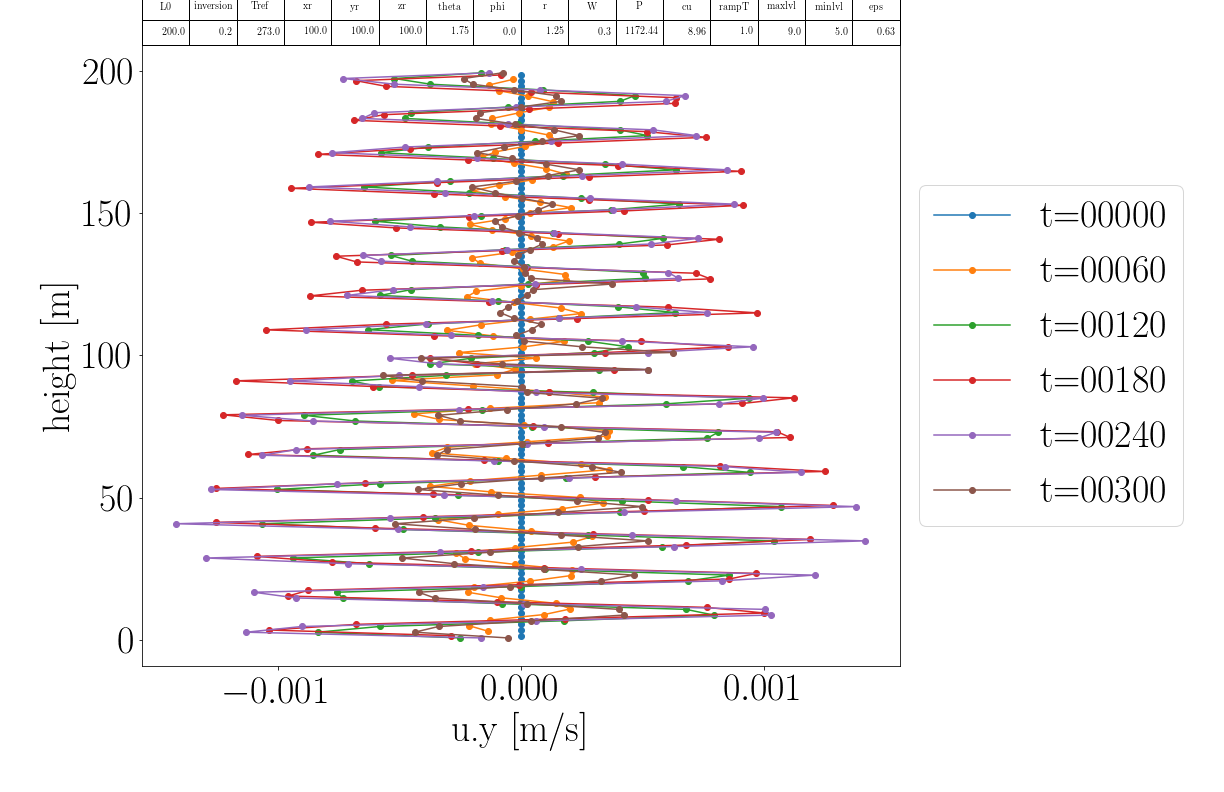 L0 inversion Tref xr yr zr theta phi r W P cu rampT maxlvl minlvl eps
200.0 0.2 273.0 100.0 100.0 100.0 1.75 0.0 1.25 0.3 1172.44 8.96 1.0 9.0 5.0 0.63
200
150
100
50
0
height [m]
−0.001 0.000 0.001
u.y [m/s]
t=00000
t=00060
t=00120
t=00180
t=00240
t=00300